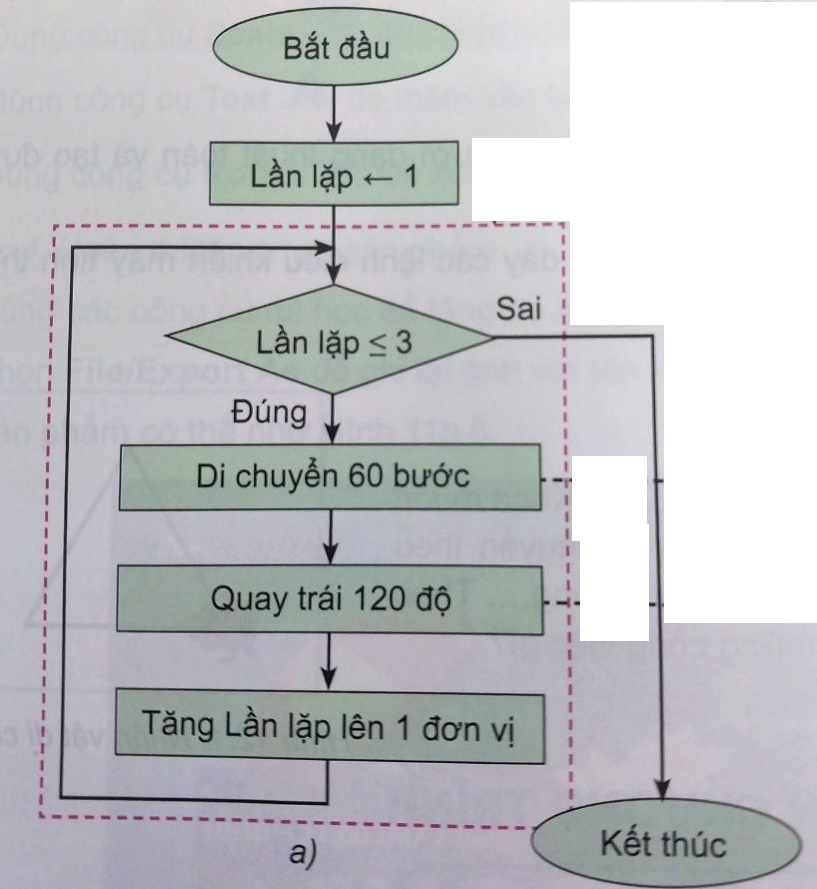 Bắt đầu
Lần lặp ← 1
Lần lặp ≤ 3
Sai
Đúng
Di chuyển 60 bước
Quay trái 120 độ
Tăng Lần lặp lên 1 đơn vị
Kết thúc
a)